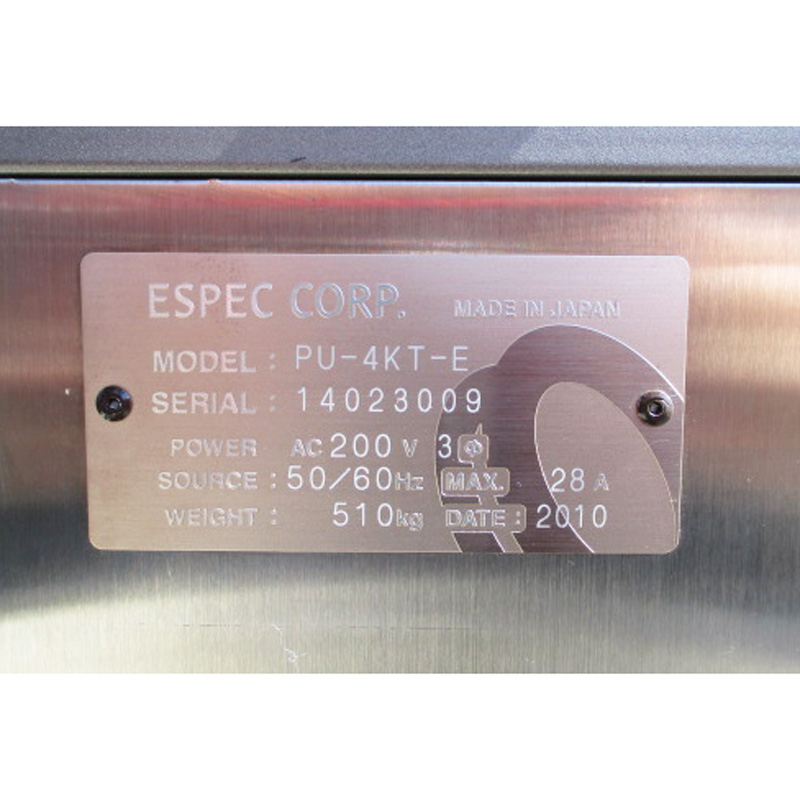 ESPEC CORP. MADE IN JAPAN
MODEL : PU-4KT-E
SERIAL : 14023009
POWER AC 200 V 3 Φ
SOURCE : 50/60Hz MAX. 28 A
WEIGHT : 510kg DATE : 2010